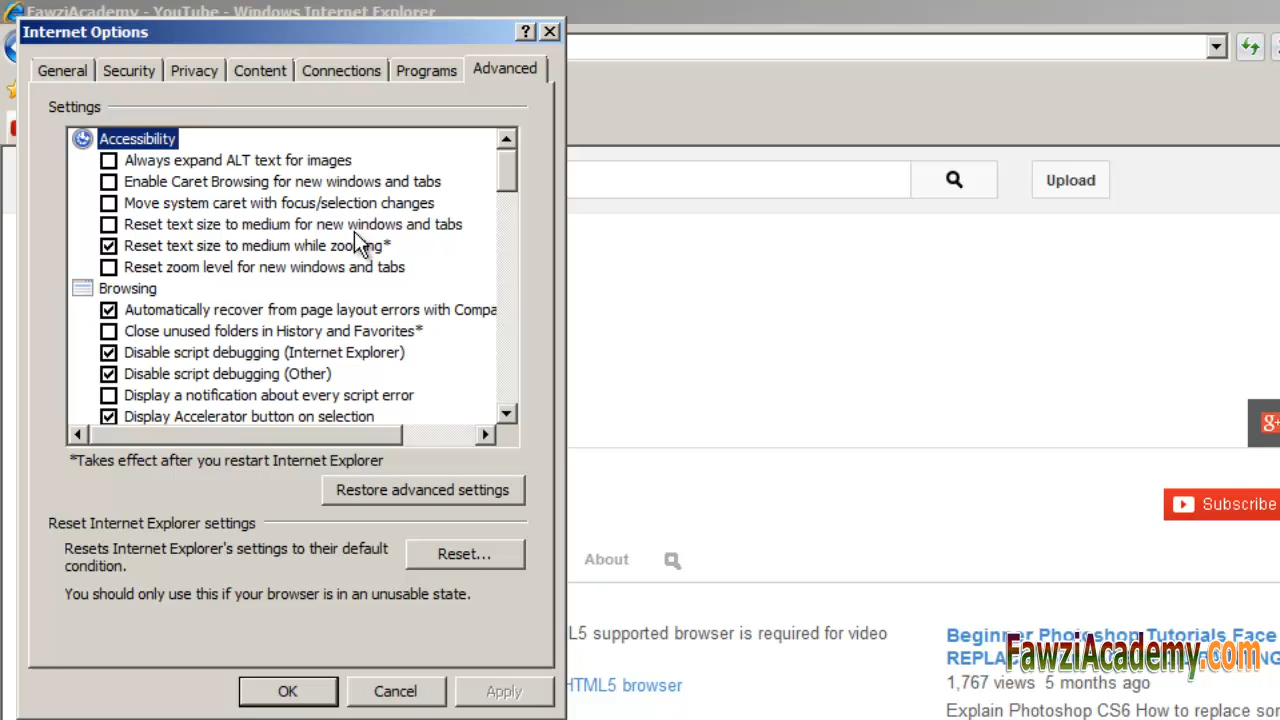 FawziAcademy - YouTube - Windows Internet Explorer
Internet Options
General Security Privacy Content Connections Programs Advanced
Settings
Accessibility
Always expand ALT text for images
Enable Caret Browsing for new windows and tabs
Move system caret with focus/selection changes
Reset text size to medium for new windows and tabs
Reset text size to medium while zooming*
Reset zoom level for new windows and tabs
Browsing
Automatically recover from page layout errors with Compa
Close unused folders in History and Favorites*
Disable script debugging (Internet Explorer)
Disable script debugging (Other)
Display a notification about every script error
Display Accelerator button on selection
*Takes effect after you restart Internet Explorer
Restore advanced settings
Reset Internet Explorer settings
Resets Internet Explorer's settings to their default
condition.
Reset...
You should only use this if your browser is in an unusable state.
OK Cancel Apply
Upload
g+
Subscribe
About
L5 supported browser is required for video
HTML5 browser
Beginner Photoshop Tutorials Face
REPLAC
1,767 views 5 months ago
Explain Photoshop CS6 How to replace so
FawziAcademy.com